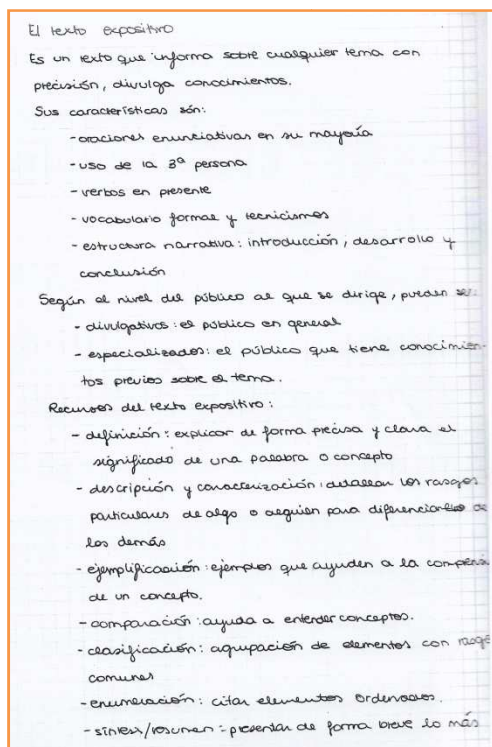 El texto expositivo
Es un texto que informa sobre cualquier tema con
precisión, divulga conocimientos.
Sus características són:
- oraciones enunciativas en su mayoría
- uso de la 3ª persona
- verbos en presente
- vocabulario formal y tecnicismos
- estructura narrativa: introducción, desarrollo y
conclusión
Según el nivel del público al que se dirige, pueden ser:
- divulgativos: el público en general
- especializados: el público que tiene conocimien-
tos previos sobre el tema.
Recursos del texto expositivo:
- definición: explicar de forma precisa y clara el
significado de una palabra o concepto
- descripción y caracterización: detallar los rasgos
particulares de algo o alguien para diferenciarlo de
los demás
- ejemplificación: ejemplos que ayuden a la comprens
de un concepto.
- comparación: ayuda a entender conceptos.
- clasificación: agrupación de elementos con rasgo
comunes
- enumeración: citar elementos ordenados.
- síntesis/resumen: presentar de forma breve lo más